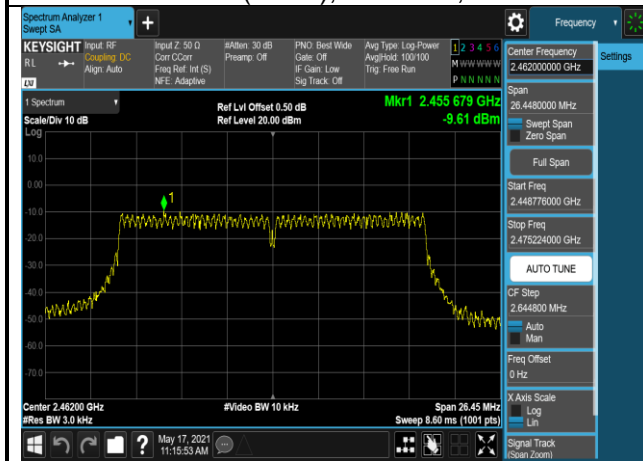 Spectrum Analyzer 1
Swept SA
Frequency
KEYSIGHT
Input: RF
Coupling: DC
Align: Auto
Input Z: 50 Ω
Corr CCorr
Freq Ref: Int (S)
NFE: Adaptive
#Atten: 30 dB
Preamp: Off
PNO: Best Wide
Gate: Off
IF Gain: Low
Sig Track: Off
Avg Type: Log-Power
Avg|Hold: 100/100
Trig: Free Run
1 2 3 4 5 6
M W W W W W
P N N N N N
RL
LXI
Center Frequency
2.462000000 GHz
Settings
Span
26.4480000 MHz
Swept Span
Zero Span
Full Span
Start Freq
2.448776000 GHz
Stop Freq
2.475224000 GHz
AUTO TUNE
CF Step
2.644800 MHz
Auto
Man
Freq Offset
0 Hz
X Axis Scale
Log
Lin
Signal Track
(Span Zoom)
1 Spectrum
Scale/Div 10 dB
Log
Ref Lvl Offset 0.50 dB
Ref Level 20.00 dBm
Mkr1 2.455 679 GHz
-9.61 dBm
1
10.0
0.00
-10.0
-20.0
-30.0
-40.0
-50.0
-60.0
-70.0
Center 2.46200 GHz
#Res BW 3.0 kHz
#Video BW 10 kHz
Span 26.45 MHz
Sweep 8.60 ms (1001 pts)
?
May 17, 2021
11:15:53 AM